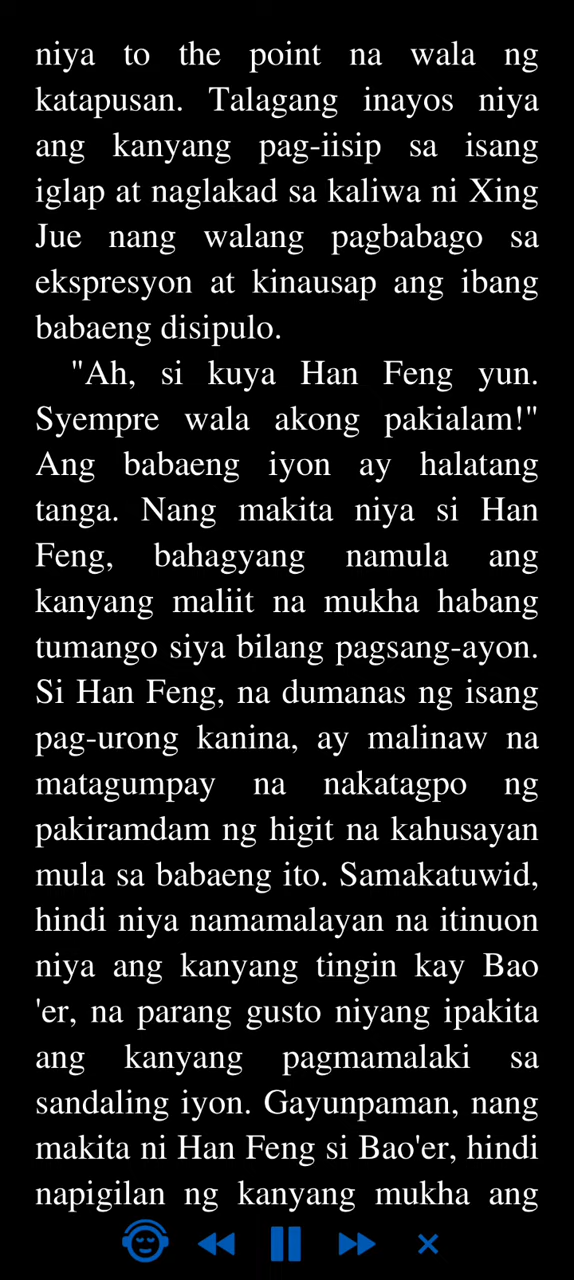 niya to the point na wala ng
katapusan. Talagang inayos niya
ang kanyang pag-iisip sa isang
iglap at naglakad sa kaliwa ni Xing
Jue nang walang pagbabago sa
ekspresyon at kinausap ang ibang
babaeng disipulo.
"Ah, si kuya Han Feng yun.
Syempre wala akong pakialam!"
Ang babaeng iyon ay halatang
tanga. Nang makita niya si Han
Feng, bahagyang namula ang
kanyang maliit na mukha habang
tumango siya bilang pagsang-ayon.
Si Han Feng, na dumanas ng isang
pag-urong kanina, ay malinaw na
matagumpay na nakatagpo ng
pakiramdam ng higit na kahusayan
mula sa babaeng ito. Samakatuwid,
hindi niya namamalayan na itinuon
niya ang kanyang tingin kay Bao
'er, na parang gusto niyang ipakita
ang kanyang pagmamalaki sa
sandaling iyon. Gayunpaman, nang
makita ni Han Feng si Bao'er, hindi
napigilan ng kanyang mukha ang